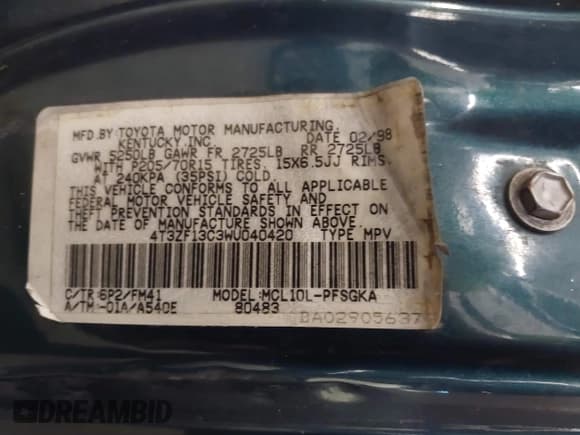 MFD.BY TOYOTA MOTOR MANUFACTURING,
KENTUCKY,INC. DATE 02/98
GVWR 5250LB GAWR FR 2725LB RR 2725LB
WITH P205/70R15 TIRES, 15X6.5JJ RIMS,
AT 240KPA (35PSI) COLD.
THIS VEHICLE CONFORMS TO ALL APPLICABLE
FEDERAL MOTOR VEHICLE SAFETY AND
THEFT PREVENTION STANDARDS IN EFFECT ON
THE DATE OF MANUFACTURE SHOWN ABOVE.
4T3ZF13C3WU040420 TYPE MPV
C/TR:6P2/FM41 MODEL:MCL10L-PFSGKA
A/TM:-01A/A540E 80483
BA02905637
DREAMBID